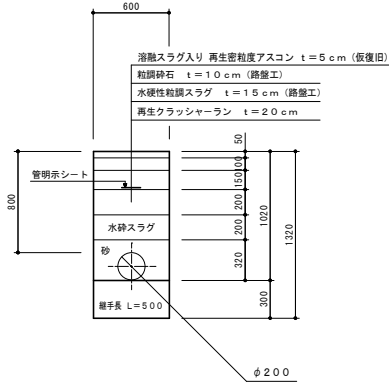 600
溶融スラグ入り 再生密粒度アスコン t=5cm(仮復旧)
粒調砕石 t=10cm(路盤工)
水硬性粒調スラグ t=15cm(路盤工)
再生クラッシャーラン t=20cm
50
100
150
200
200
320
300
1020
1320
800
管明示シート
水砕スラグ
砂
継手長 L=500
φ200